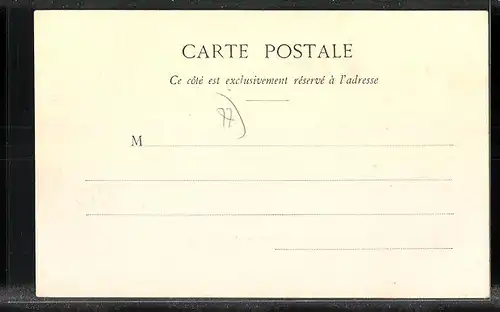 CARTE POSTALE
Ce côté est exclusivement réservé à l'adresse
77)
M